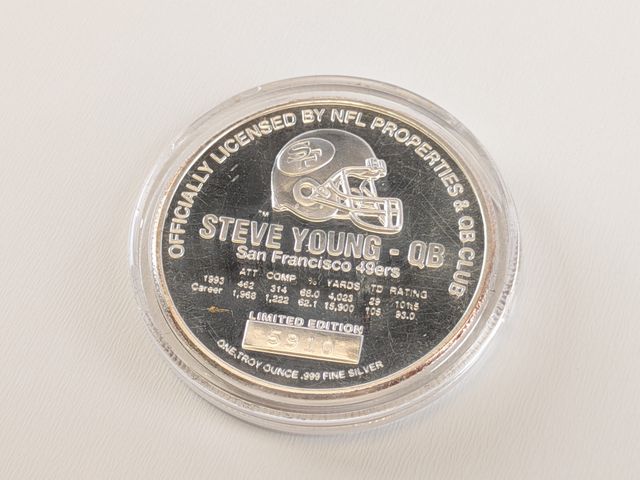 OFFICIALLY LICENSED BY NFL PROPERTIES & QB CLUB
SF
TM
STEVE YOUNG - QB
San Francisco 49ers
ATT COMP % YARDS TD RATING
1993 462 314 68.0 4,023 29 101.5
Career 1,968 1,222 62.1 15,900 105 93.0
LIMITED EDITION
5910
ONE TROY OUNCE .999 FINE SILVER